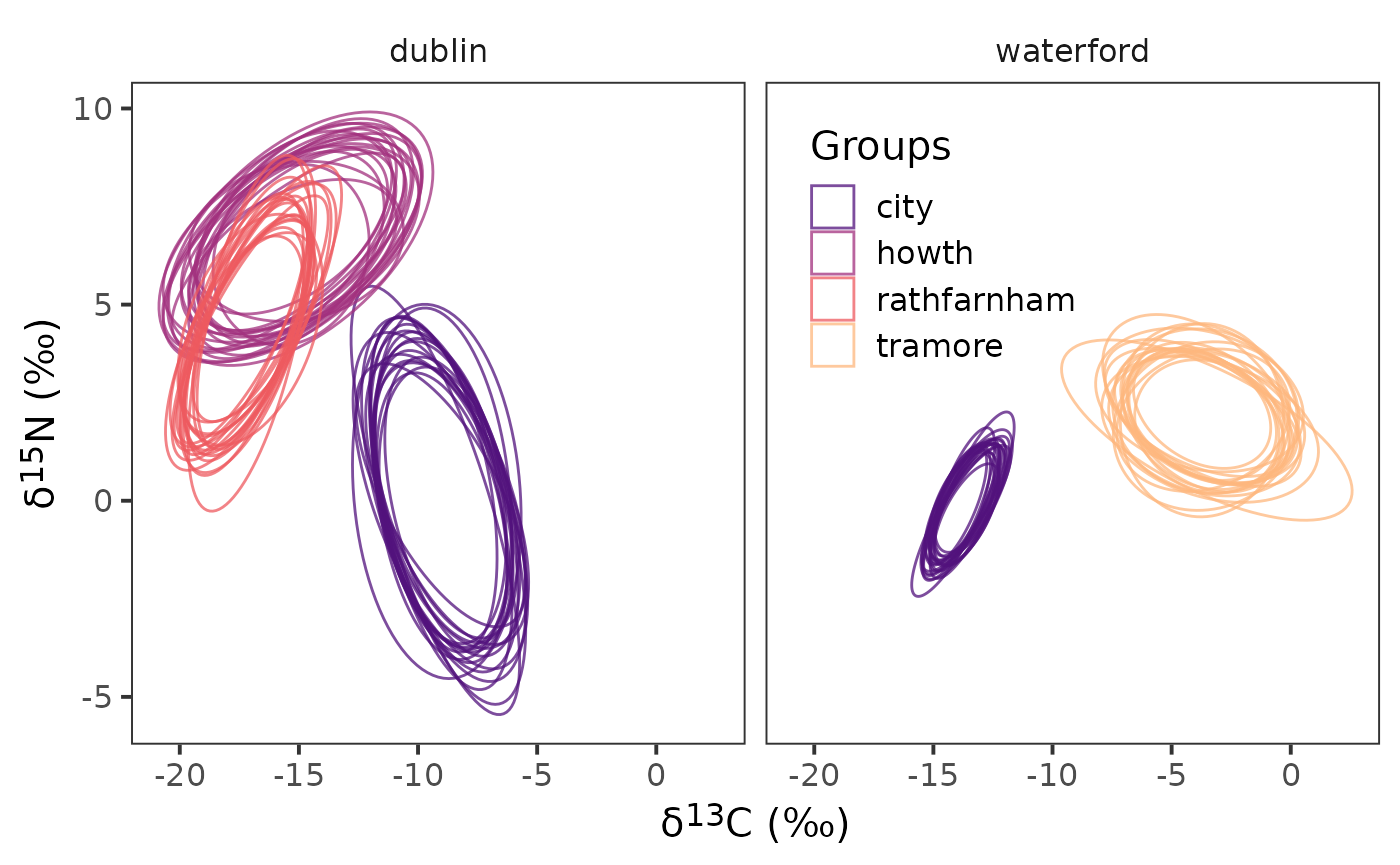 dublin
waterford
10
5
0
-5
δ15N (‰)
Groups
city
howth
rathfarnham
tramore
-20 -15 -10 -5 0
-20 -15 -10 -5 0
δ13C (‰)